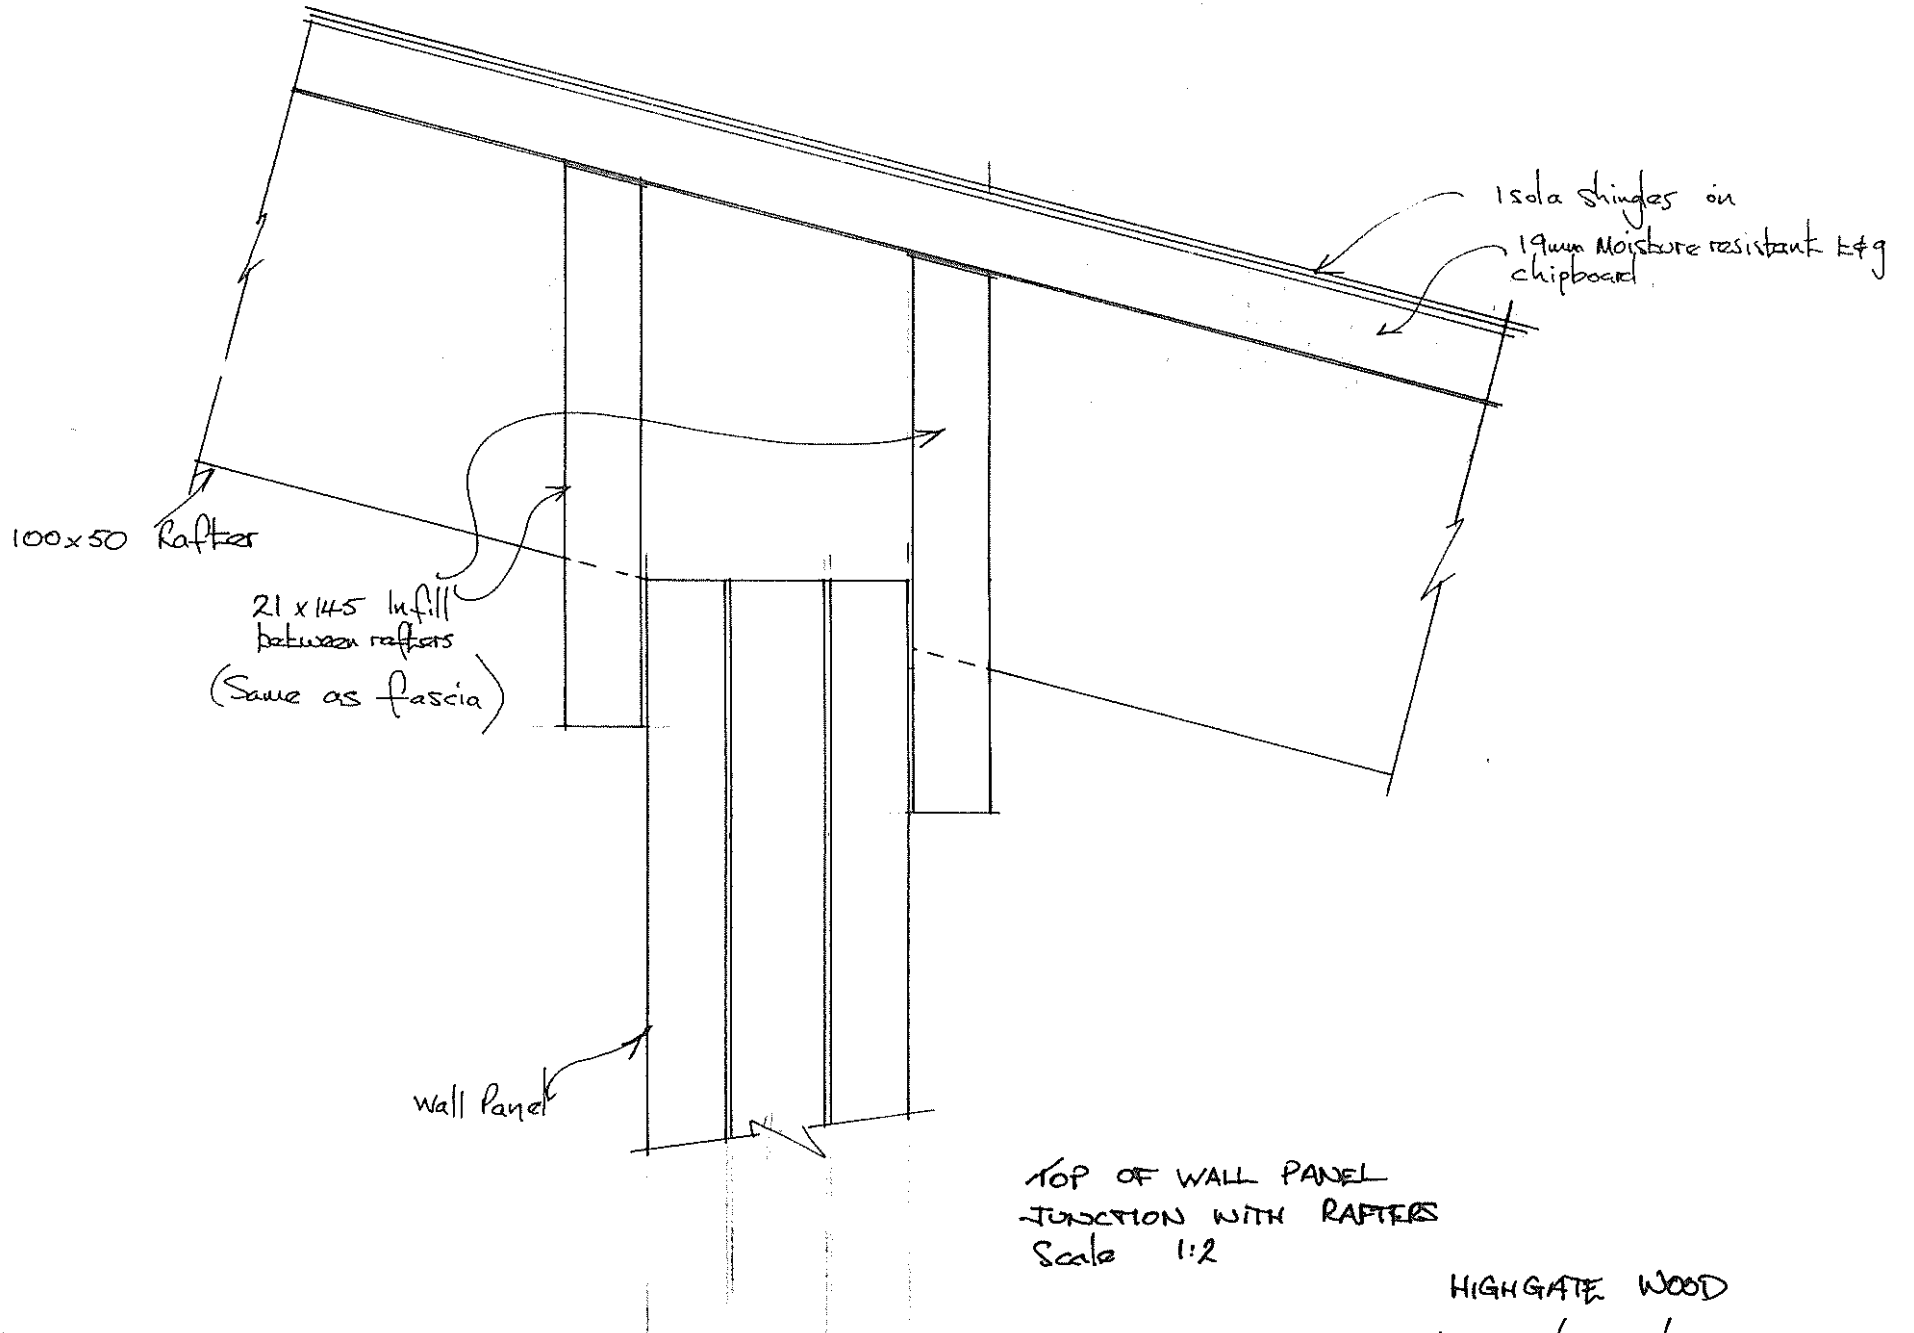 Isola shingles on
19mm Moisture resistant t&g
chipboard
100x50 Rafter
21 x 145 Infill
between rafters
(Same as fascia)
Wall Panel
TOP OF WALL PANEL
JUNCTION WITH RAFTERS
Scale 1:2
HIGHGATE WOOD